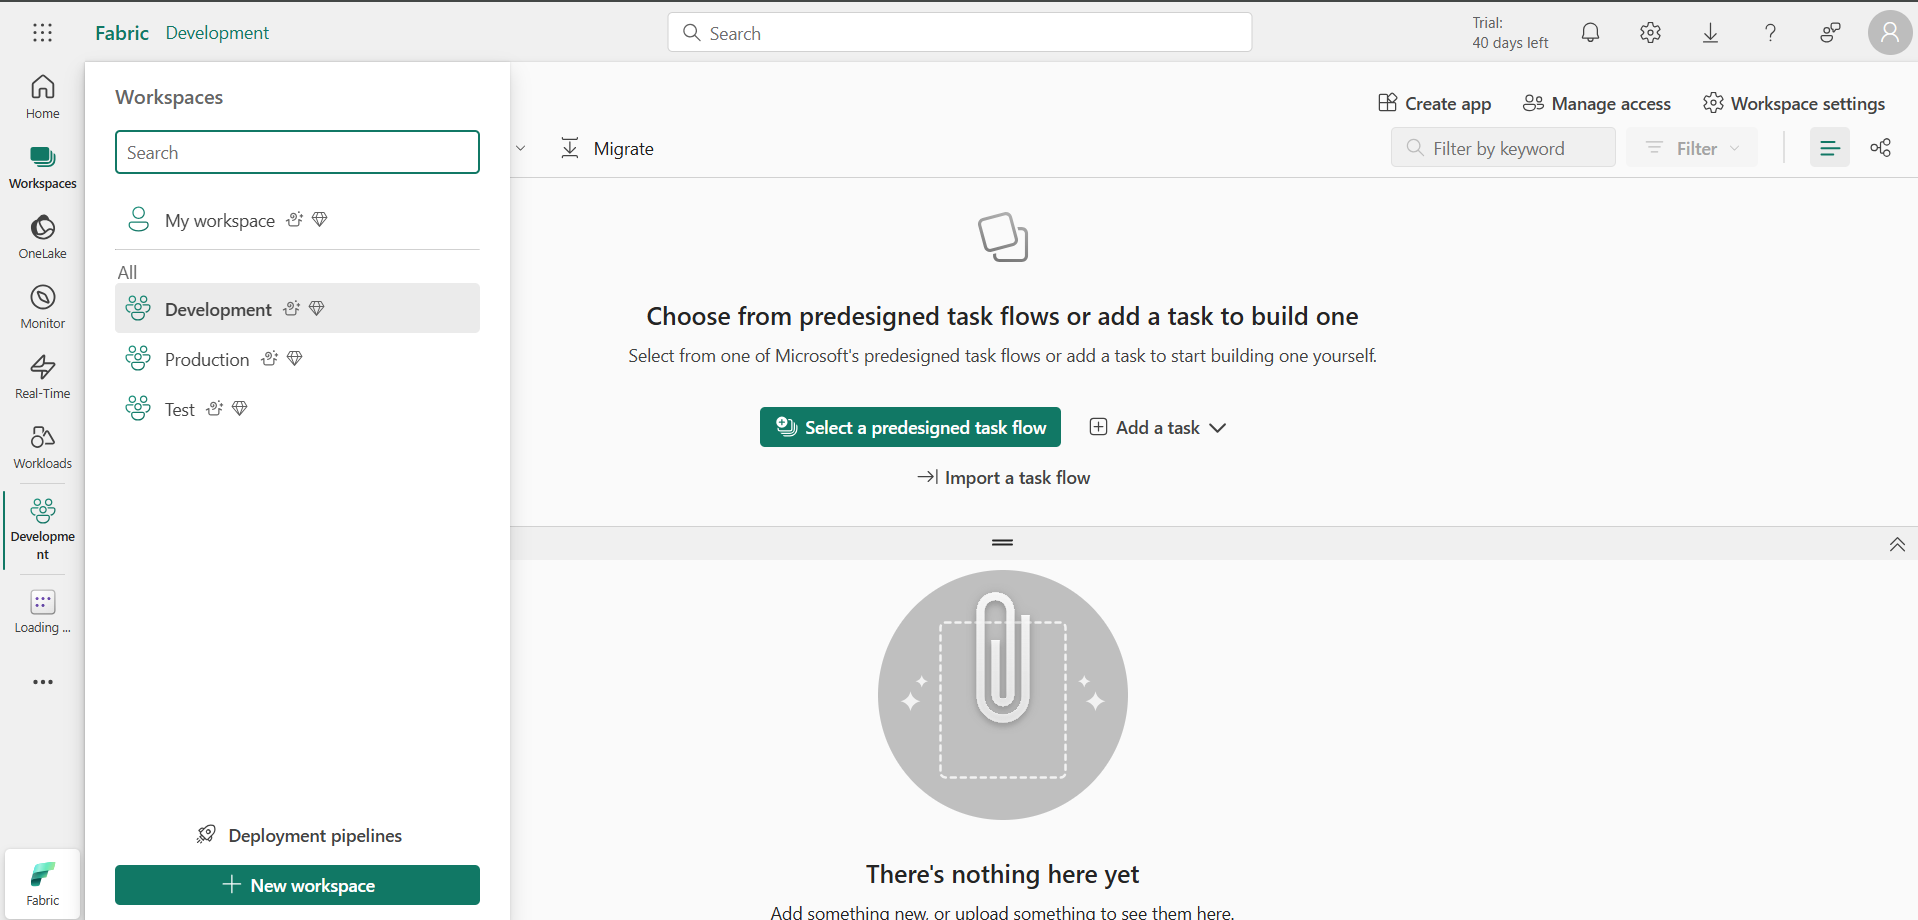 Fabric Development
Search
Trial:
40 days left
Home
Workspaces
OneLake
Monitor
Real-Time
Workloads
Developme
nt
Loading ...
Fabric
Workspaces
Search
My workspace
All
Development
Production
Test
Deployment pipelines
New workspace
Create app Manage access Workspace settings
Migrate Filter by keyword Filter
Choose from predesigned task flows or add a task to build one
Select from one of Microsoft's predesigned task flows or add a task to start building one yourself.
Select a predesigned task flow Add a task
Import a task flow
There's nothing here yet
Add something new, or upload something to see them here.